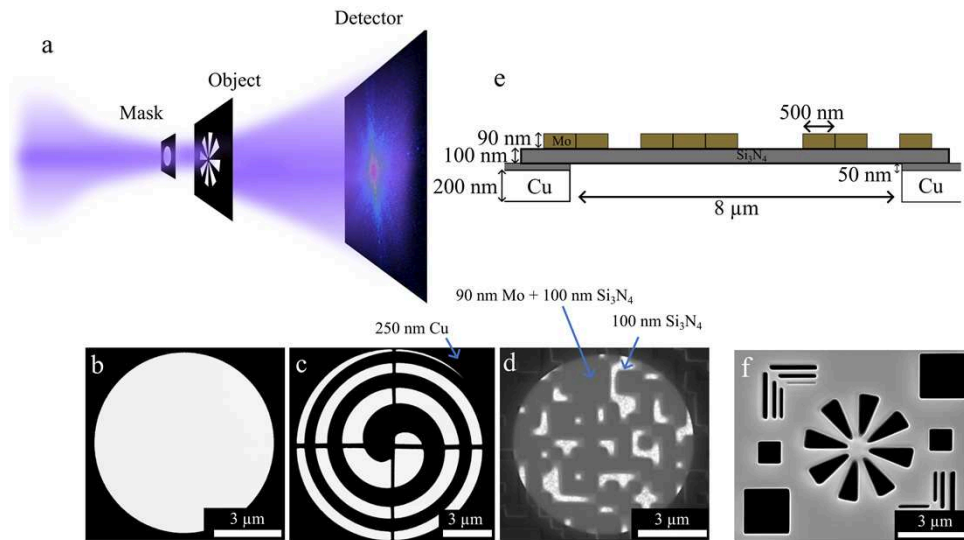 a
Mask
Object
Detector
e
500 nm
90 nm
Mo
100 nm
Si₃N₄
200 nm
Cu
50 nm
Cu
8 µm
250 nm Cu
90 nm Mo + 100 nm Si₃N₄
100 nm Si₃N₄
b
3 µm
c
3 µm
d
3 µm
f
3 µm